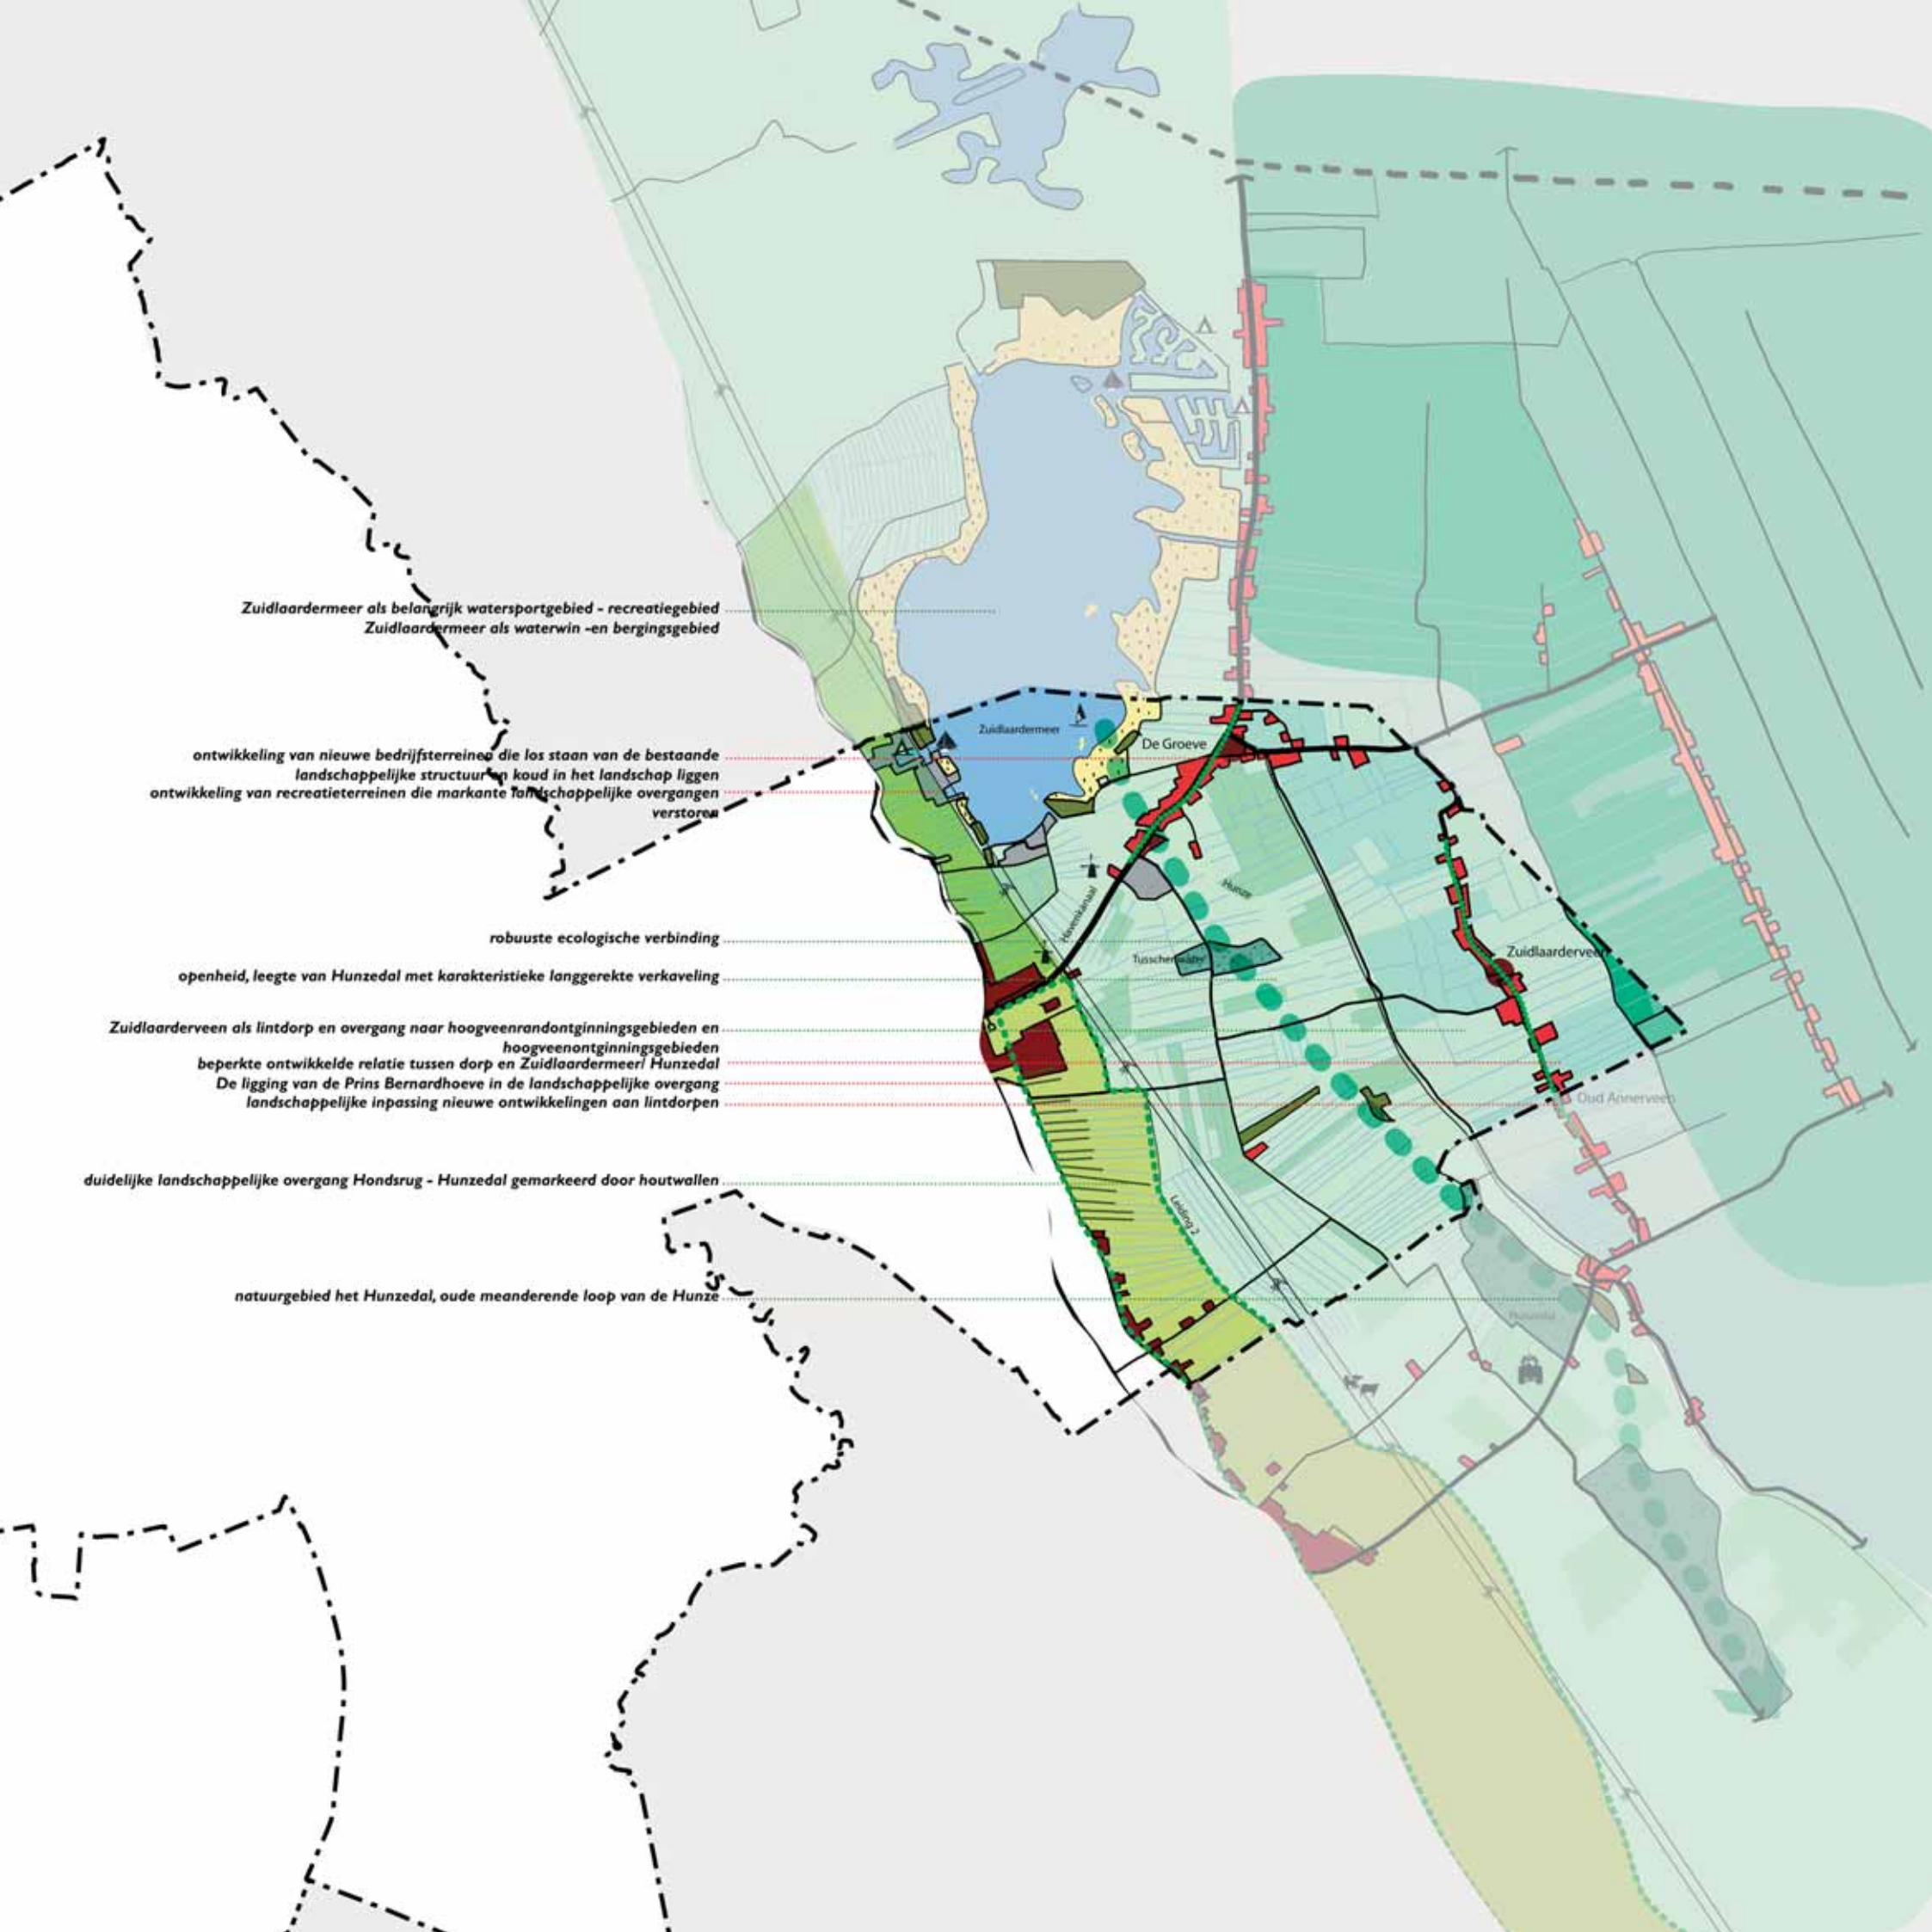 Zuidlaardermeer als belangrijk watersportgebied - recreatiegebied
Zuidlaardermeer als waterwin -en bergingsgebied
Zuidlaardermeer
De Groeve
ontwikkeling van nieuwe bedrijfsterreinen die los staan van de bestaande
landschappelijke structuur en koud in het landschap liggen
ontwikkeling van recreatieterreinen die markante landschappelijke overgangen
verstoren
Hunze
Havenkanaal
robuuste ecologische verbinding
Zuidlaarderveen
Tusschenwater
openheid, leegte van Hunzedal met karakteristieke langgerekte verkaveling
Zuidlaarderveen als lintdorp en overgang naar hoogveenrandontginningsgebieden en
hoogveenontginningsgebieden
beperkte ontwikkelde relatie tussen dorp en Zuidlaardermeer/ Hunzedal
De ligging van de Prins Bernardhoeve in de landschappelijke overgang
landschappelijke inpassing nieuwe ontwikkelingen aan lintdorpen
Oud Annerveen
duidelijke landschappelijke overgang Hondsrug - Hunzedal gemarkeerd door houtwallen
Leiding 2
natuurgebied het Hunzedal, oude meanderende loop van de Hunze